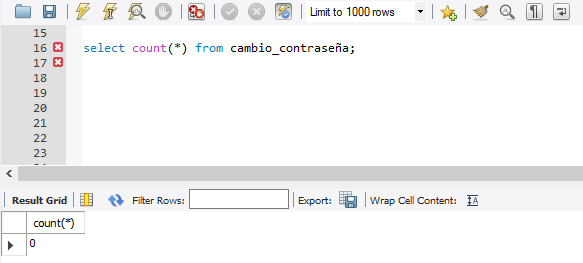 Limit to 1000 rows
15
16 select count(*) from cambio_contraseña;
17
18
19
20
21
22
23
Result Grid Filter Rows: Export: Wrap Cell Content: IA
count(*)
0